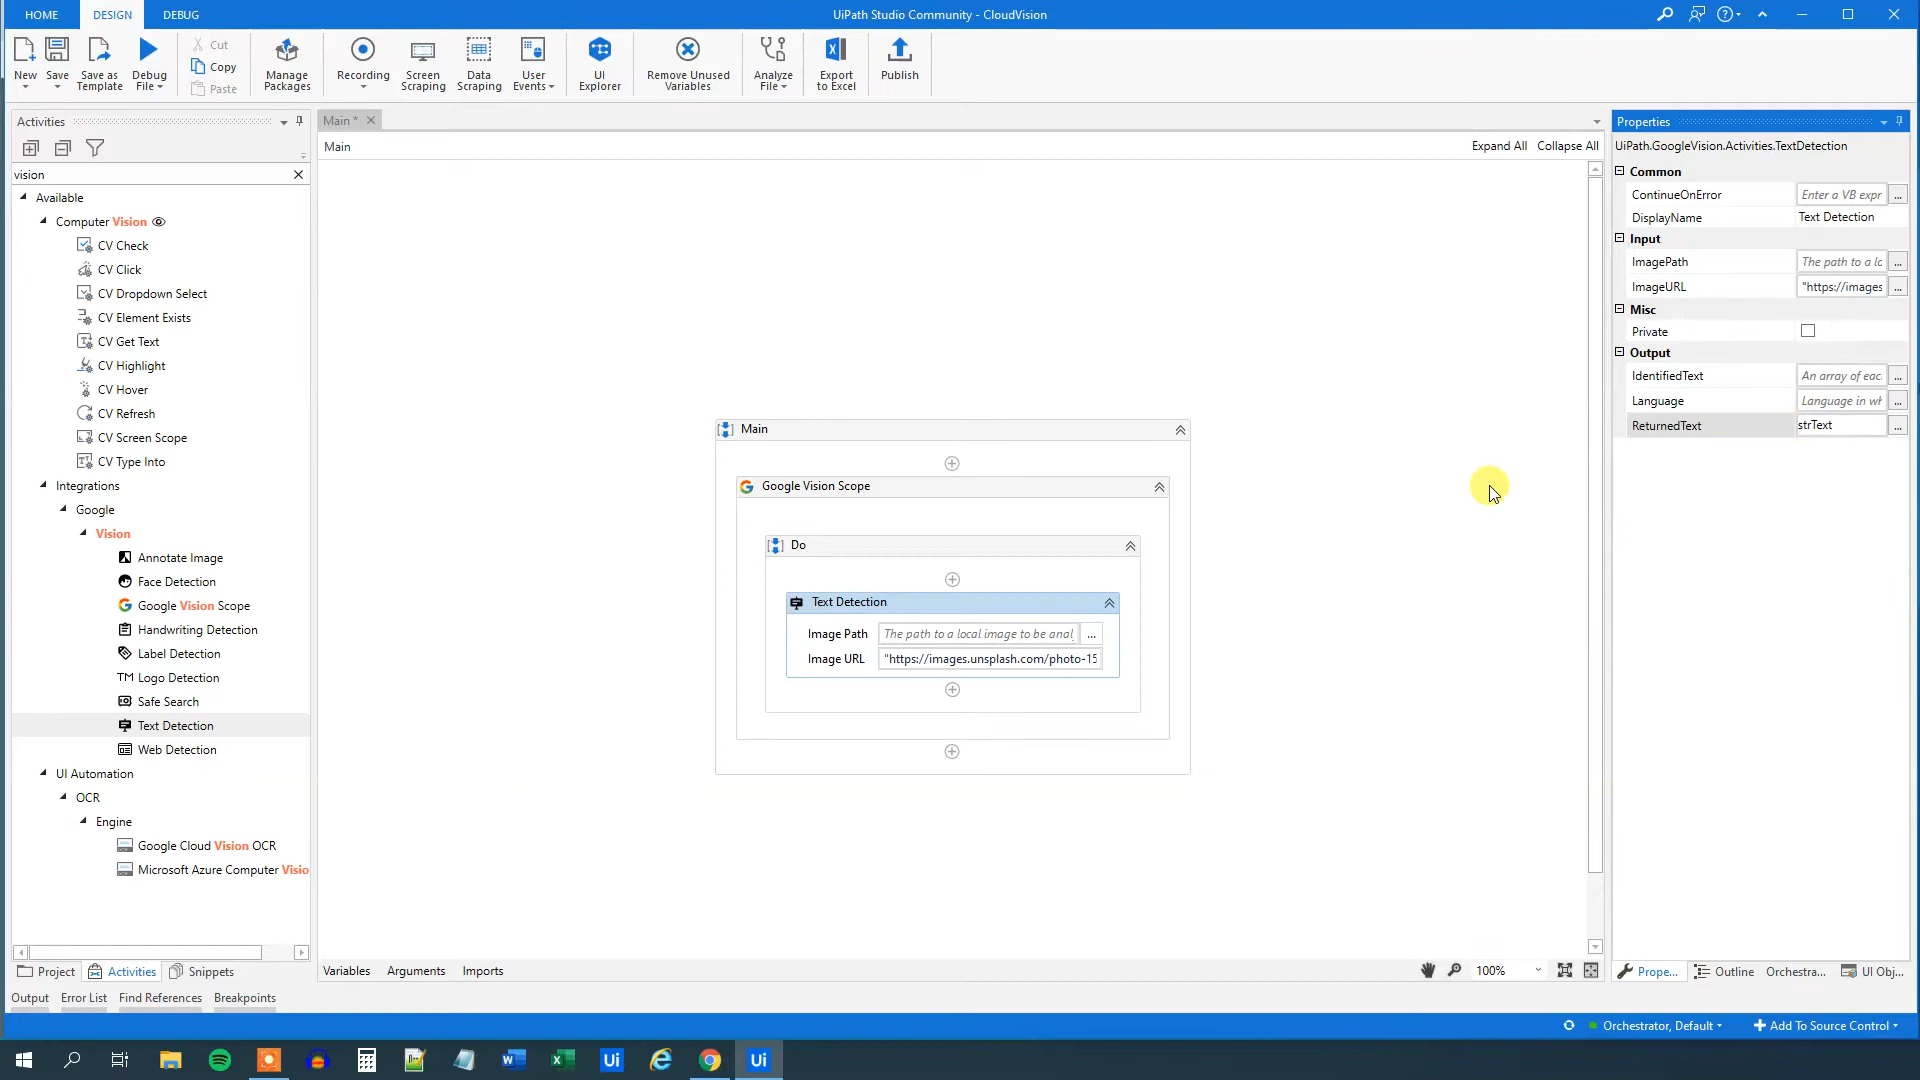 HOME DESIGN DEBUG UiPath Studio Community - CloudVision
New Save Save as Template Debug File Cut Copy Paste Manage Packages Recording Screen Scraping Data Scraping User Events UI Explorer Remove Unused Variables Analyze File Export to Excel Publish
Activities
vision
Available
Computer Vision
CV Check
CV Click
CV Dropdown Select
CV Element Exists
CV Get Text
CV Highlight
CV Hover
CV Refresh
CV Screen Scope
CV Type Into
Integrations
Google
Vision
Annotate Image
Face Detection
Google Vision Scope
Handwriting Detection
Label Detection
Logo Detection
Safe Search
Text Detection
Web Detection
UI Automation
OCR
Engine
Google Cloud Vision OCR
Microsoft Azure Computer Visio
Project Activities Snippets
Main *
Main Expand All Collapse All
Main
Google Vision Scope
Do
Text Detection
Image Path The path to a local image to be anal
Image URL "https://images.unsplash.com/photo-15
Variables Arguments Imports 100%
Properties
UiPath.GoogleVision.Activities.TextDetection
Common
ContinueOnError Enter a VB expr ...
DisplayName Text Detection
Input
ImagePath The path to a lc ...
ImageURL "https://images ...
Misc
Private
Output
IdentifiedText An array of eac ...
Language Language in wh ...
ReturnedText strText ...
Prope... Outline Orchestra... UI Obj...
Output Error List Find References Breakpoints
Orchestrator, Default Add To Source Control